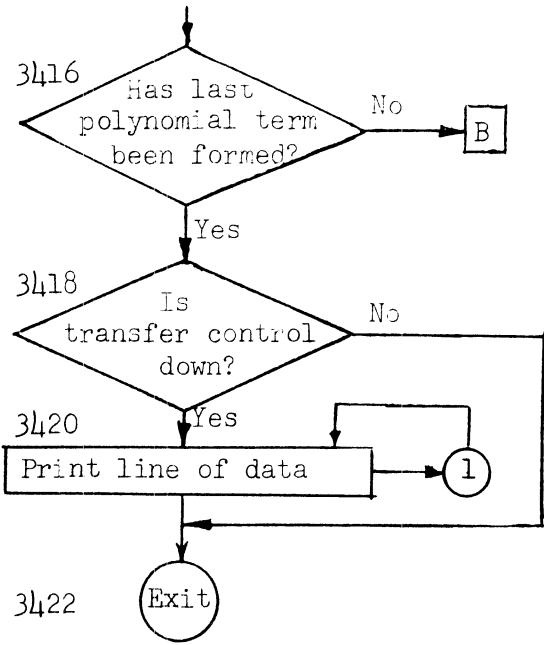 3416
Has last
polynomial term
been formed?
No
B
Yes
3418
Is
transfer control
down?
No
Yes
3420
Print line of data
1
Exit
3422